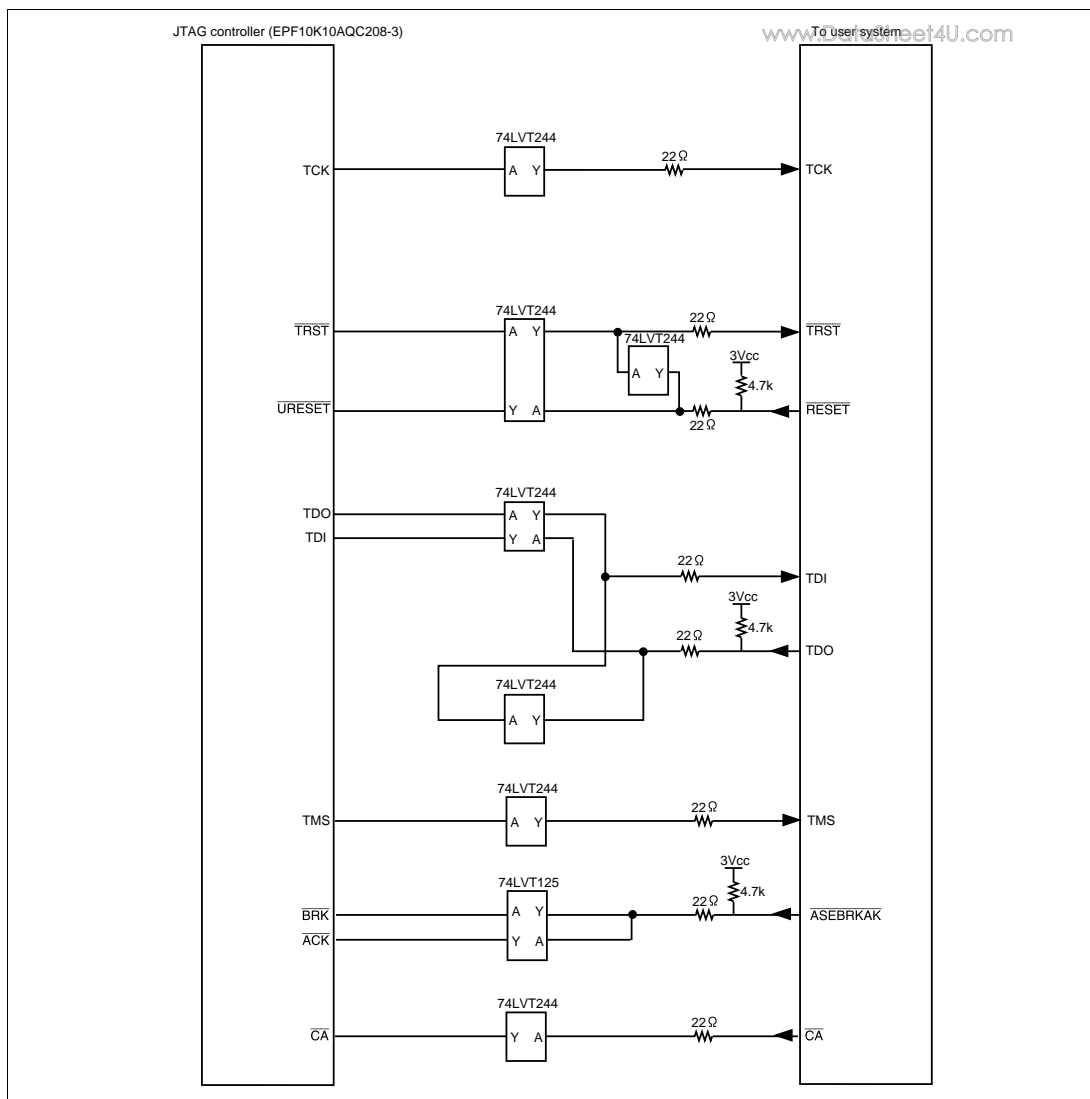 JTAG controller (EPF10K10AQC208-3)
www.DataSheet4U.com
To user system
74LVT244
22Ω
TCK
A Y
TCK
74LVT244
22Ω
TRST
A Y
TRST
74LVT244
3Vcc
A Y
4.7k
URESET
Y A
RESET
22Ω
74LVT244
TDO
A Y
TDI
Y A
22Ω
TDI
3Vcc
4.7k
22Ω
TDO
74LVT244
A Y
74LVT244
22Ω
TMS
A Y
TMS
3Vcc
74LVT125
4.7k
22Ω
BRK
A Y
ASEBRKAK
ACK
Y A
74LVT244
22Ω
CA
Y A
CA